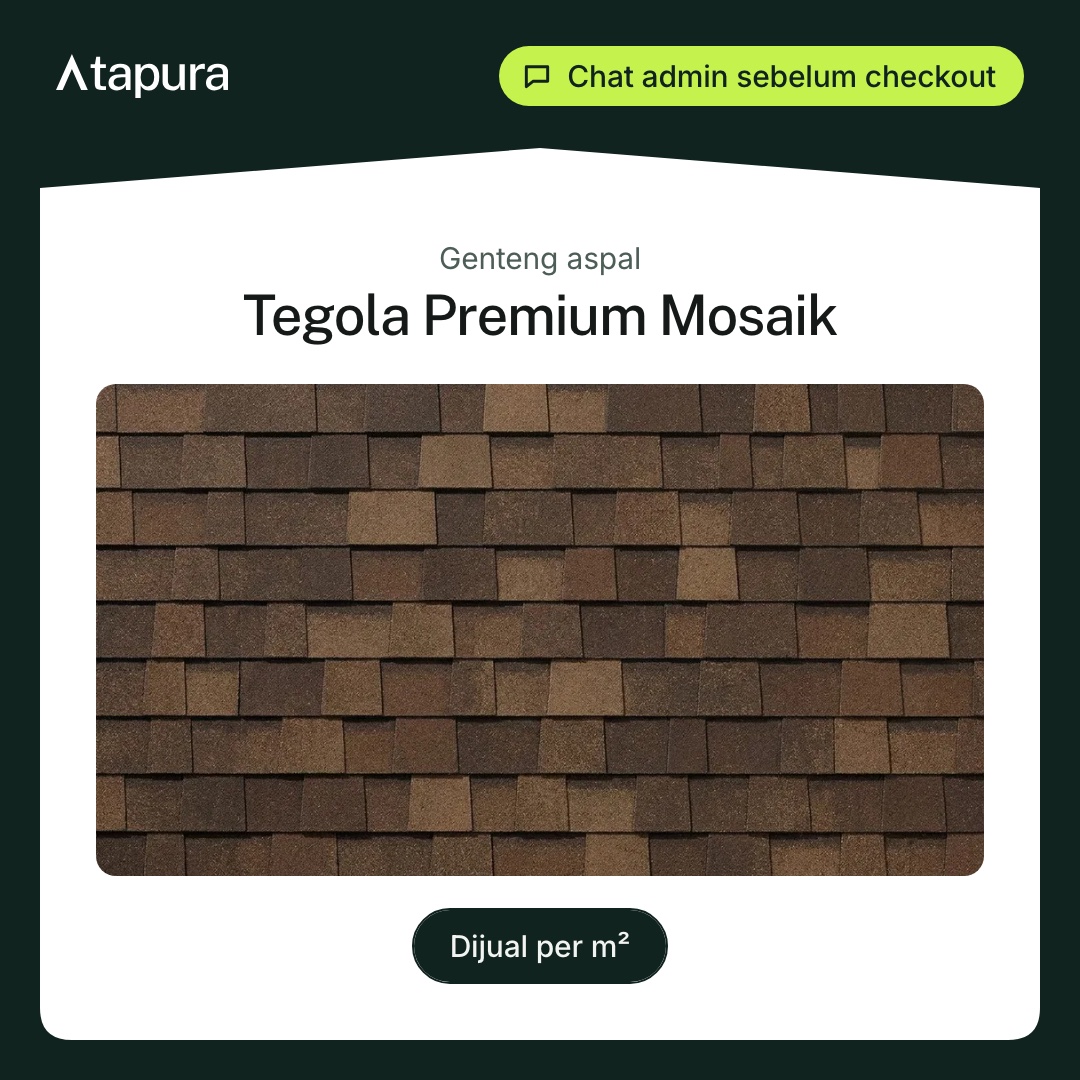 Atapura
Chat admin sebelum checkout
Genteng aspal
Tegola Premium Mosaik
Dijual per m²